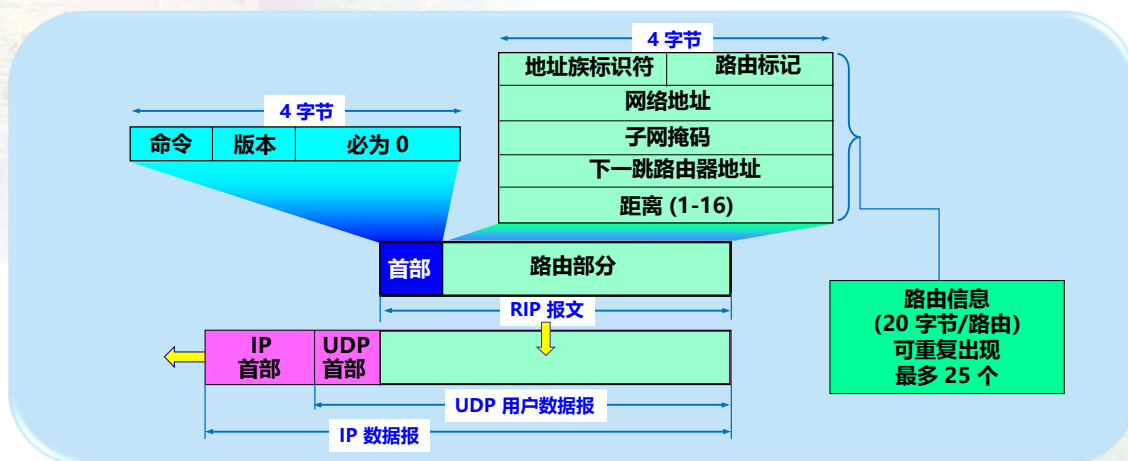 4 字节
地址族标识符 路由标记
网络地址
子网掩码
下一跳路由器地址
距离 (1-16)
4 字节
命令 版本 必为 0
首部 路由部分
RIP 报文
路由信息
(20 字节/路由)
可重复出现
最多 25 个
IP
首部
UDP
首部
UDP 用户数据报
IP 数据报